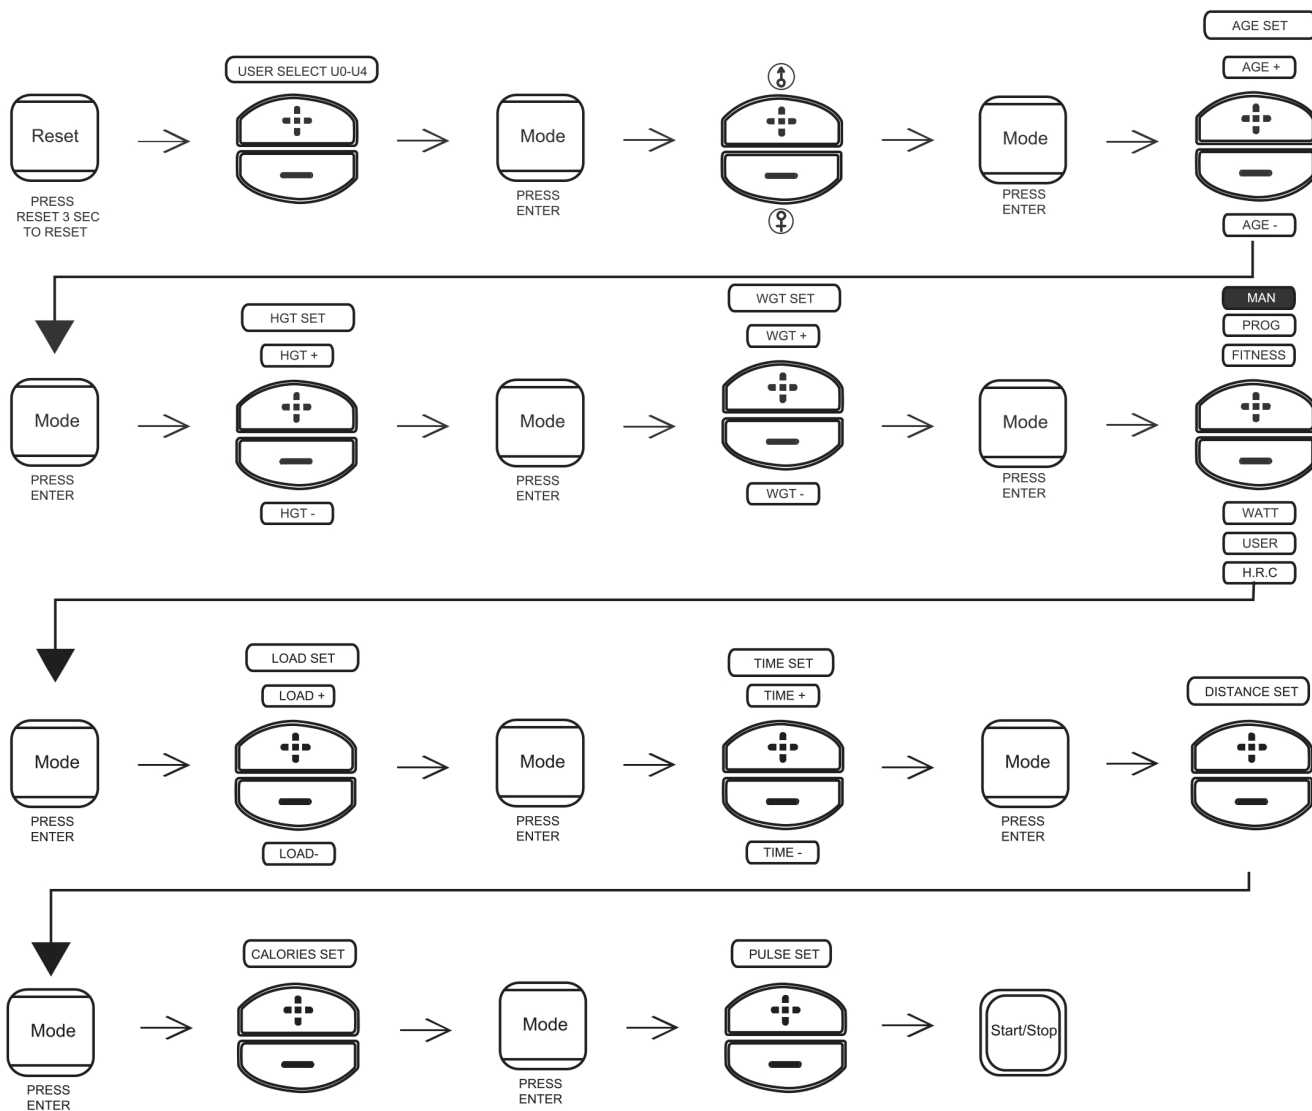 AGE SET
USER SELECT U0-U4
AGE +
Reset
Mode
Mode
PRESS
RESET 3 SEC
TO RESET
PRESS
ENTER
PRESS
ENTER
AGE -
HGT SET
WGT SET
MAN
HGT +
WGT +
PROG
FITNESS
Mode
Mode
Mode
PRESS
ENTER
PRESS
ENTER
PRESS
ENTER
HGT -
WGT -
WATT
USER
H.R.C
LOAD SET
TIME SET
DISTANCE SET
LOAD +
TIME +
Mode
Mode
Mode
PRESS
ENTER
PRESS
ENTER
PRESS
ENTER
LOAD-
TIME -
CALORIES SET
PULSE SET
Mode
Mode
Start/Stop
PRESS
ENTER
PRESS
ENTER